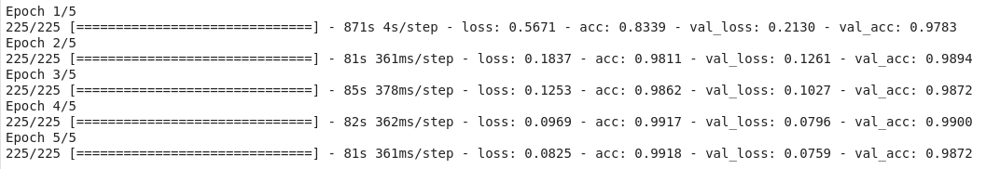 Epoch 1/5
225/225 [==============================] - 871s 4s/step - loss: 0.5671 - acc: 0.8339 - val_loss: 0.2130 - val_acc: 0.9783
Epoch 2/5
225/225 [==============================] - 81s 361ms/step - loss: 0.1837 - acc: 0.9811 - val_loss: 0.1261 - val_acc: 0.9894
Epoch 3/5
225/225 [==============================] - 85s 378ms/step - loss: 0.1253 - acc: 0.9862 - val_loss: 0.1027 - val_acc: 0.9872
Epoch 4/5
225/225 [==============================] - 82s 362ms/step - loss: 0.0969 - acc: 0.9917 - val_loss: 0.0796 - val_acc: 0.9900
Epoch 5/5
225/225 [==============================] - 81s 361ms/step - loss: 0.0825 - acc: 0.9918 - val_loss: 0.0759 - val_acc: 0.9872